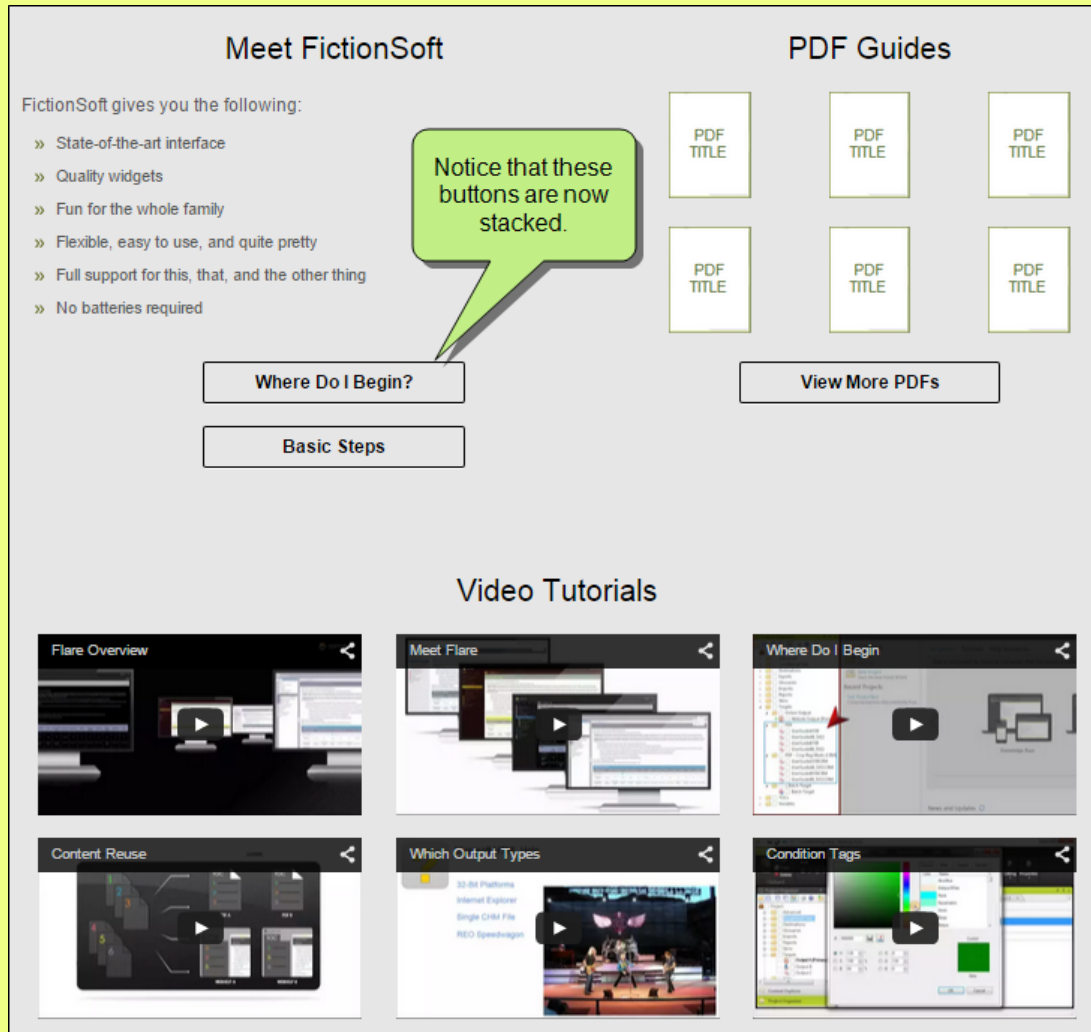 Meet FictionSoft
FictionSoft gives you the following:
» State-of-the-art interface
» Quality widgets
» Fun for the whole family
» Flexible, easy to use, and quite pretty
» Full support for this, that, and the other thing
» No batteries required
Notice that these
buttons are now
stacked.
Where Do I Begin?
Basic Steps
PDF Guides
PDF
TITLE
PDF
TITLE
PDF
TITLE
PDF
TITLE
PDF
TITLE
PDF
TITLE
View More PDFs
Video Tutorials
Flare Overview
Meet Flare
Where Do I Begin
Content Reuse
Which Output Types
32-Bit Platforms
Internet Explorer
Single CHM File
REO Speedwagon
Condition Tags